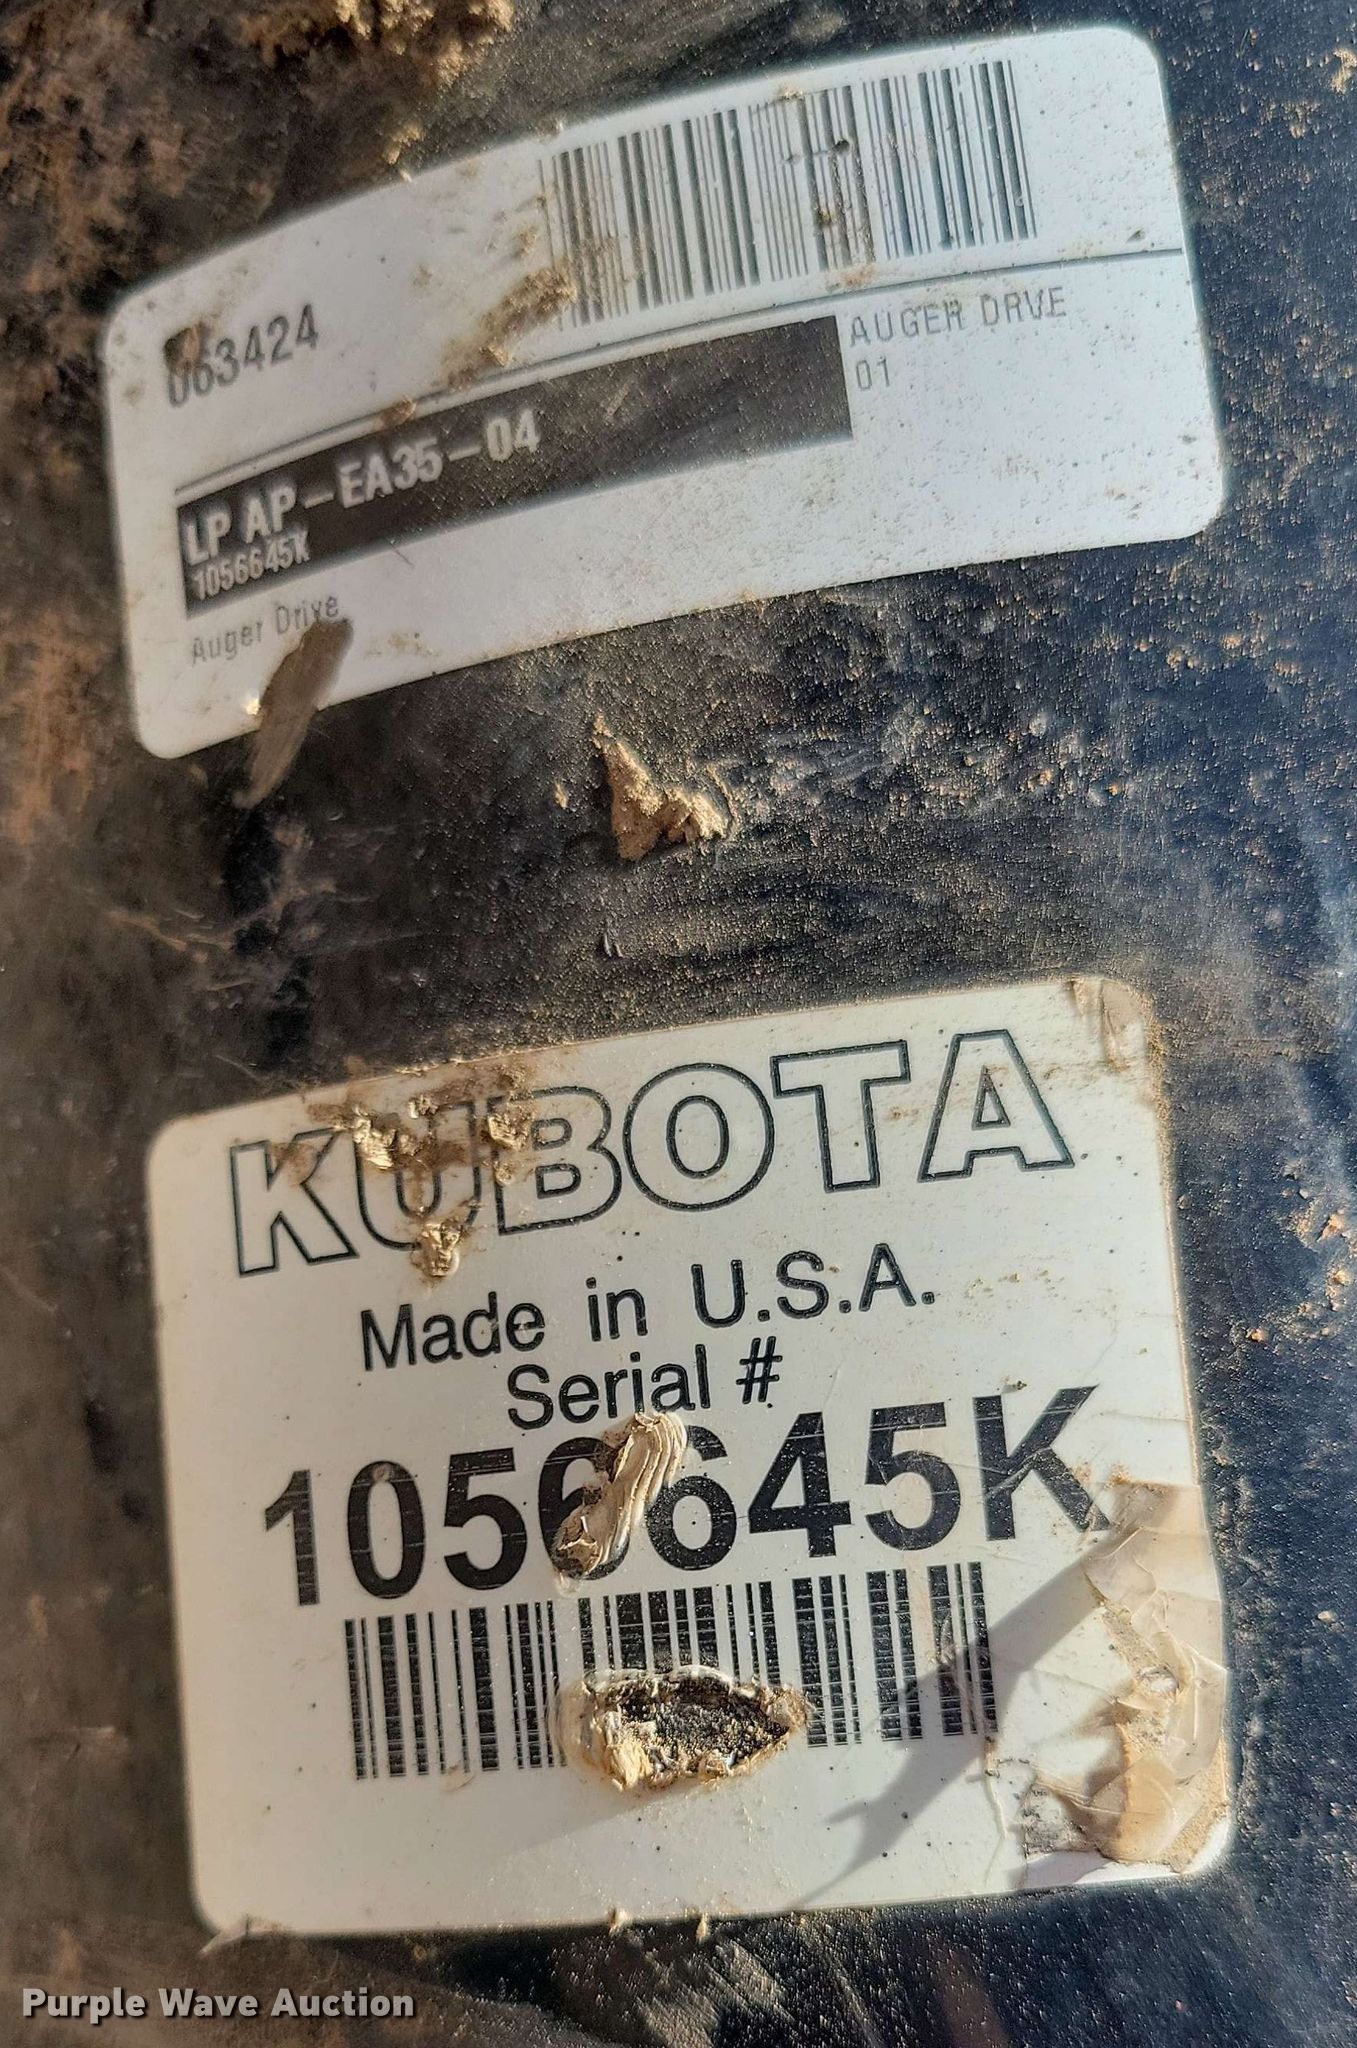 063424
LP AP-EA35-04
1056645K
Auger Drive
AUGER DRVE
01
KUBOTA
Made in U.S.A.
Serial #
1056645K
Purple Wave Auction